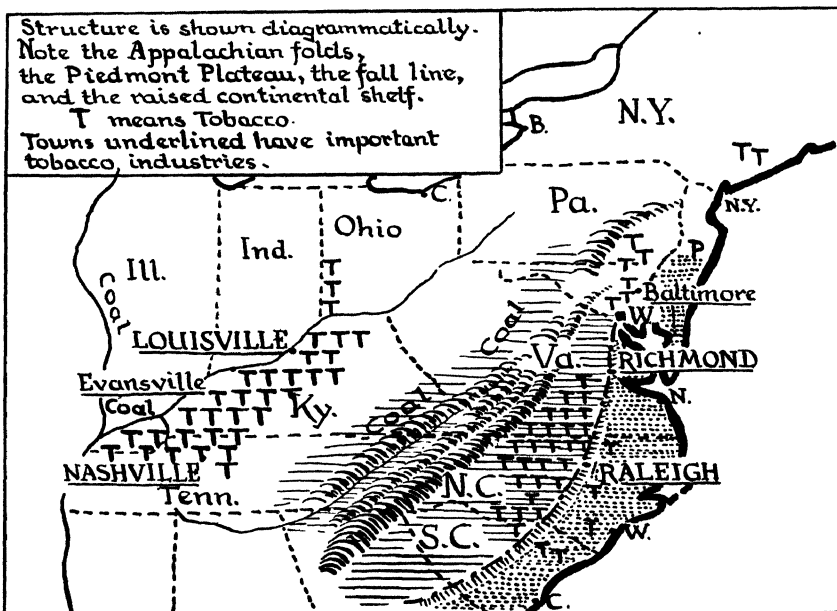 Structure is shown diagrammatically.
Note the Appalachian folds,
the Piedmont Plateau, the fall line,
and the raised continental shelf.
T means Tobacco.
Towns underlined have important
tobacco industries.
B.
N.Y.
T T
N.Y.
C.
Pa.
Ohio
Ind.
Ill.
Coal
P
T
T T
T T
T
T
T
T
T
T
Baltimore
W.
Coal
LOUISVILLE
T T T
T T
Va.
RICHMOND
Evansville
T T T T T
T T T T
Coal
T T T T
Ky.
Coal
N.
T T T T
T T T T T T
T P T T T
T
NASHVILLE
Tenn.
N.C.
RALEIGH
S.C.
W.
T T
C.